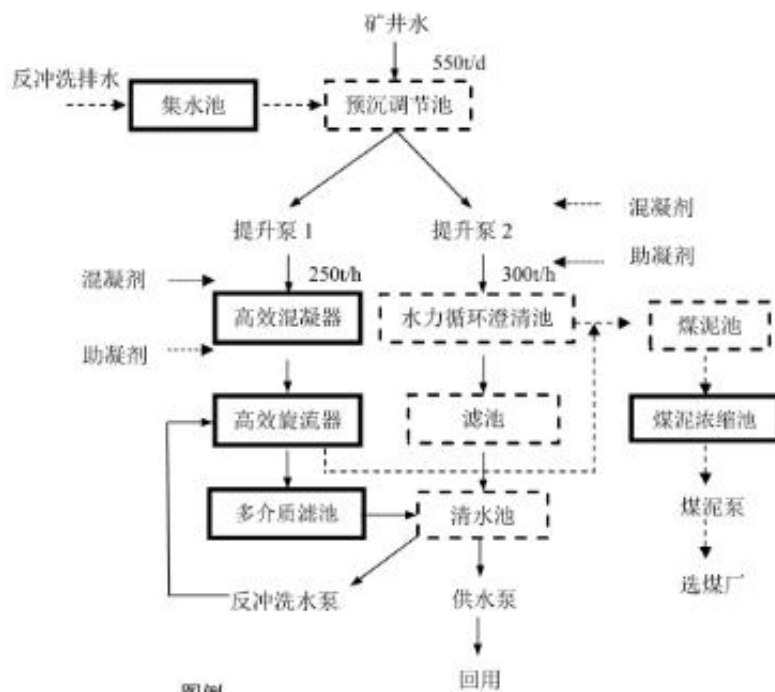 矿井水
550t/d
反冲洗排水
集水池
预沉调节池
提升泵 1
提升泵 2
混凝剂
助凝剂
混凝剂
250t/h
300t/h
高效混凝器
水力循环澄清池
煤泥池
助凝剂
高效旋流器
滤池
煤泥浓缩池
多介质滤池
清水池
煤泥泵
反冲洗水泵
供水泵
选煤厂
回用
图例